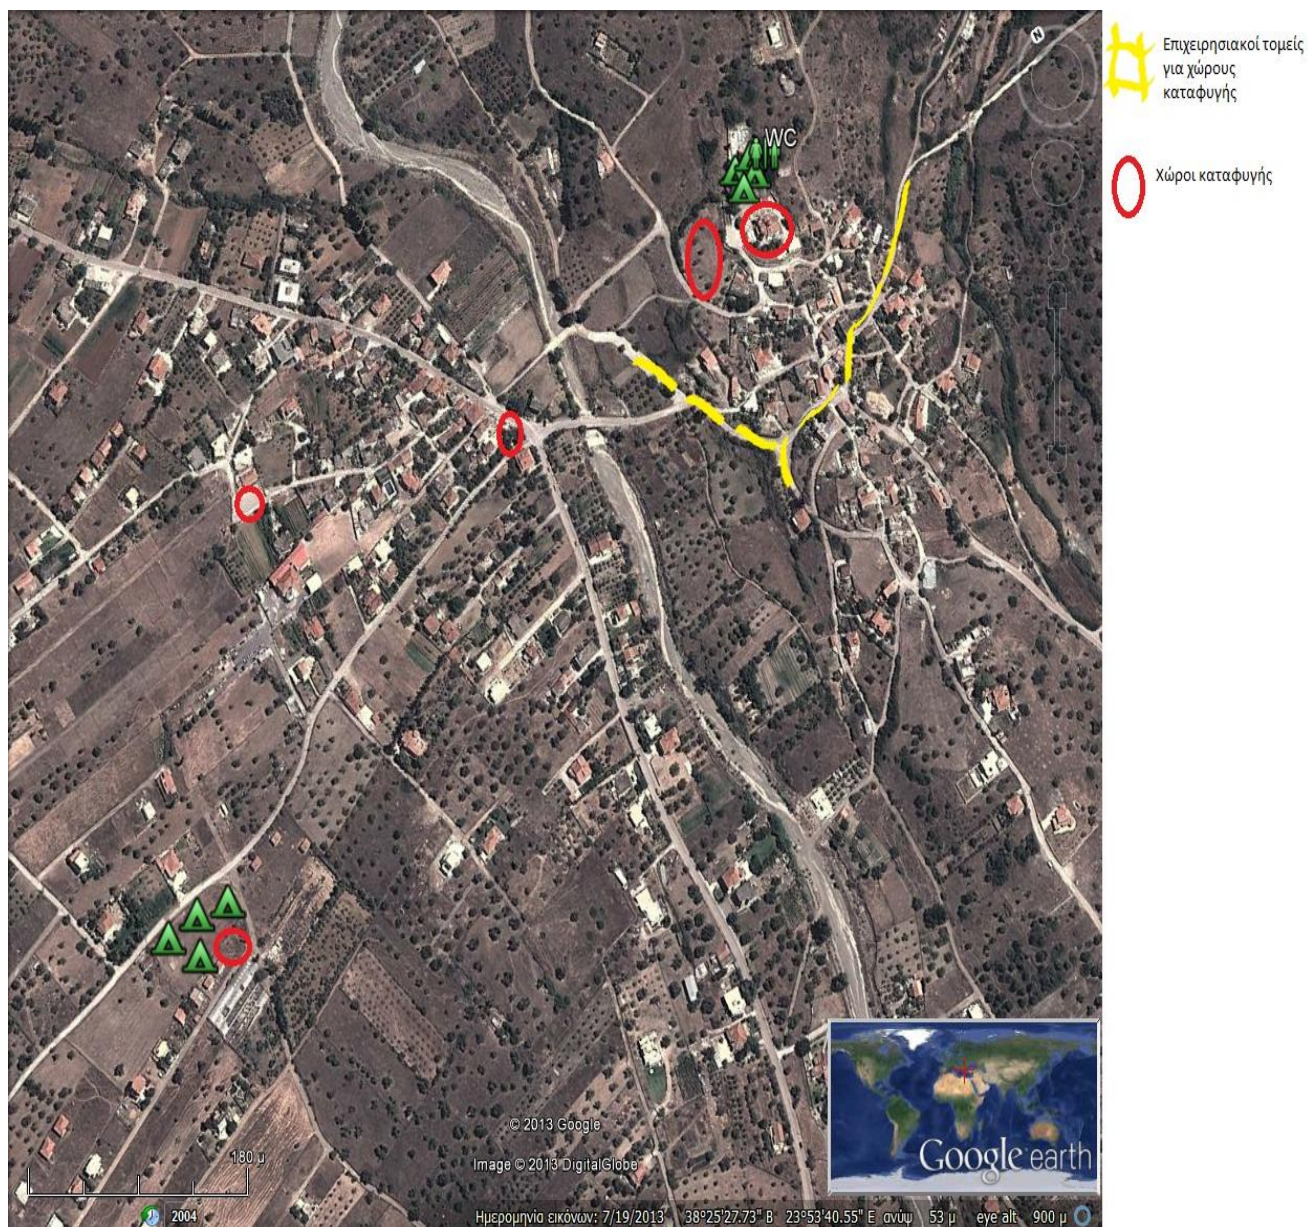 N
Επιχειρησιακοί τομείς
για χώρους
καταφυγής
WC
Χώροι καταφυγής
© 2013 Google
Image © 2013 DigitalGlobe
Google earth
180 μ
2004
Ημερομηνία εικόνων: 7/19/2013 38°25'27.73" Β 23°53'40.55" Ε ανύψ 53 μ eye alt 900 μ